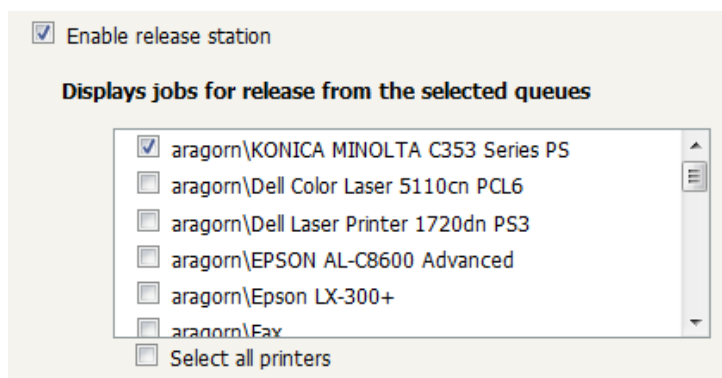 Enable release station
Displays jobs for release from the selected queues
aragorn\KONICA MINOLTA C353 Series PS
aragorn\Dell Color Laser 5110cn PCL6
aragorn\Dell Laser Printer 1720dn PS3
aragorn\EPSON AL-C8600 Advanced
aragorn\Epson LX-300+
aragorn\Fax
Select all printers